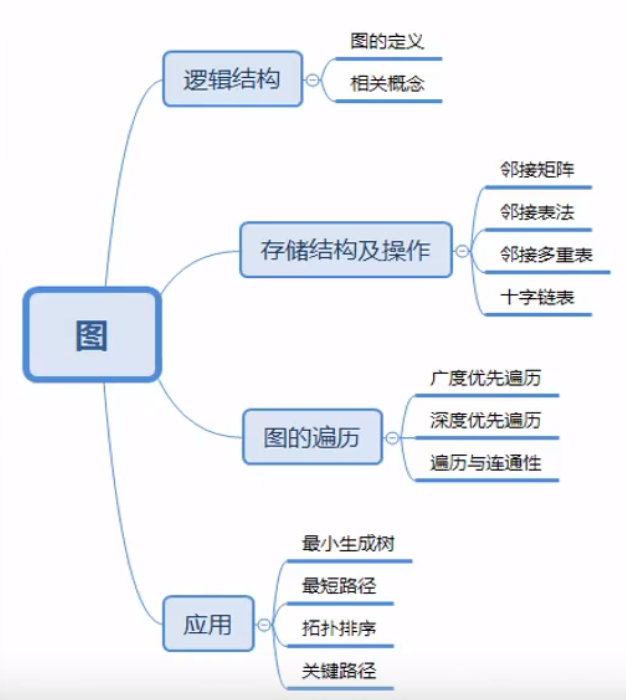 图
逻辑结构
图的定义
相关概念
存储结构及操作
邻接矩阵
邻接表法
邻接多重表
十字链表
图的遍历
广度优先遍历
深度优先遍历
遍历与连通性
应用
最小生成树
最短路径
拓扑排序
关键路径